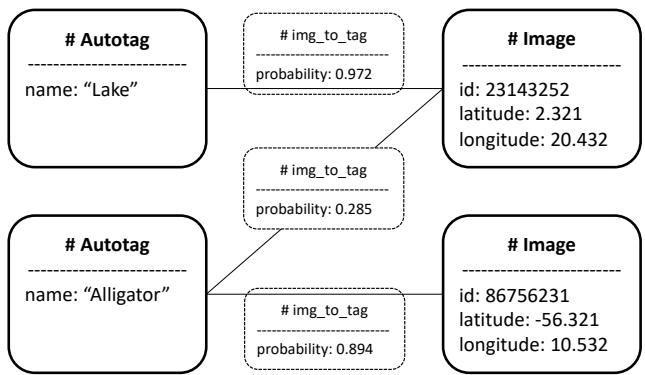 # Autotag
name: “Lake”
# img_to_tag
probability: 0.972
# Image
id: 23143252
latitude: 2.321
longitude: 20.432
# img_to_tag
probability: 0.285
# Autotag
name: “Alligator”
# img_to_tag
probability: 0.894
# Image
id: 86756231
latitude: -56.321
longitude: 10.532